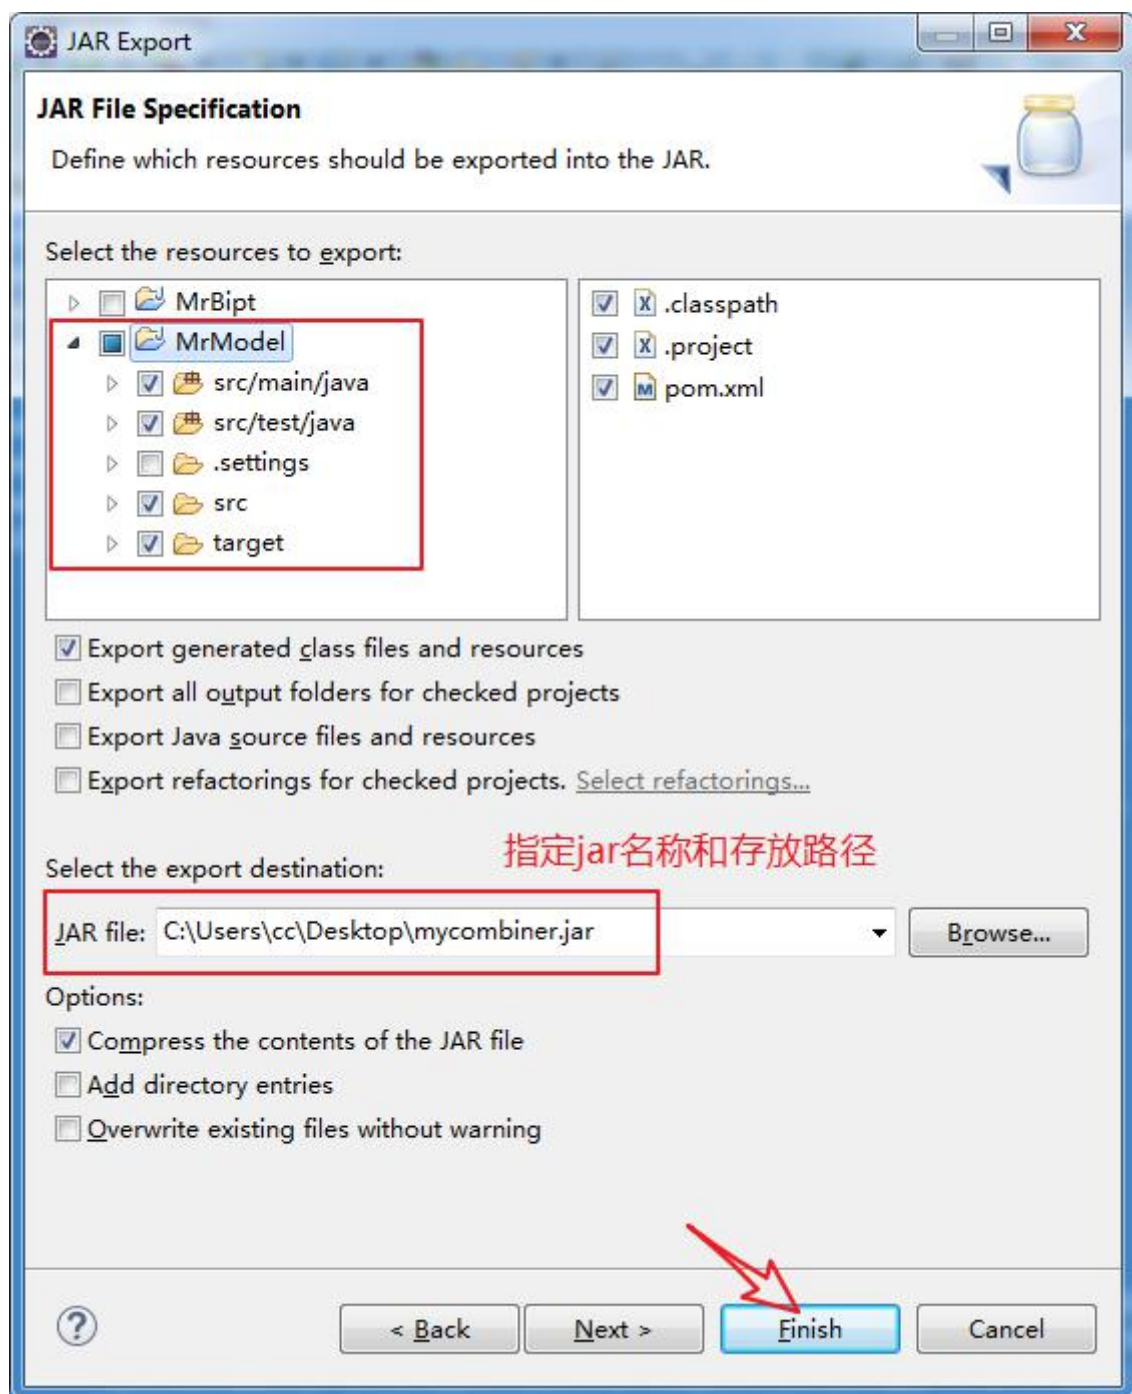 JAR Export
JAR File Specification
Define which resources should be exported into the JAR.
Select the resources to export:
MrBipt
MrModel
src/main/java
src/test/java
.settings
src
target
.classpath
.project
pom.xml
Export generated class files and resources
Export all output folders for checked projects
Export Java source files and resources
Export refactorings for checked projects. Select refactorings...
指定jar名称和存放路径
Select the export destination:
JAR file: C:\Users\cc\Desktop\mycombiner.jar Browse...
Options:
Compress the contents of the JAR file
Add directory entries
Overwrite existing files without warning
? < Back Next > Finish Cancel